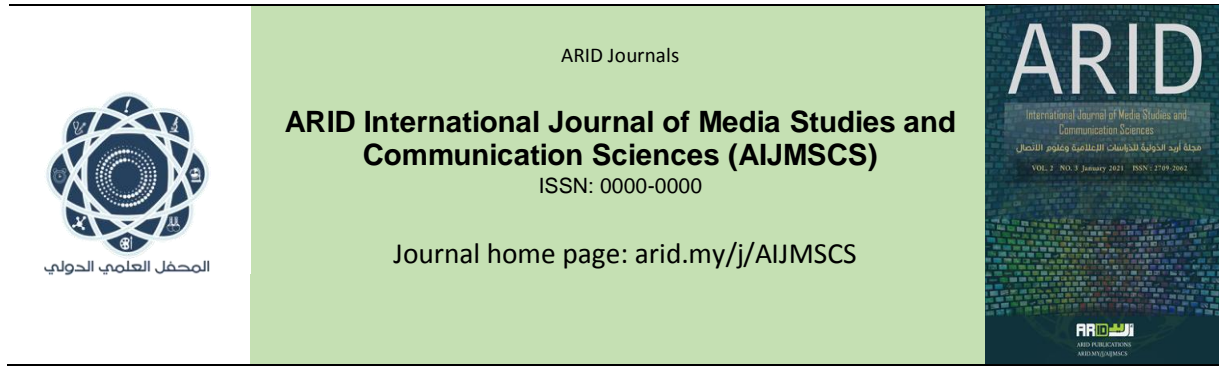 المحفل العلمي الدولي
ARID Journals
ARID International Journal of Media Studies and
Communication Sciences (AIJMSCS)
ISSN: 0000-0000
Journal home page: arid.my/j/AIJMSCS
ARID
International Journal of Media Studies and
Communication Sciences
مجلة أريد الدولية للدراسات الإعلامية وعلوم الاتصال
VOL. 2 NO. 3 January 2021 ISSN : 2709-2062
ARID أريد
ARID PUBLICATIONS
ARID.MY/J/AIJMSCS